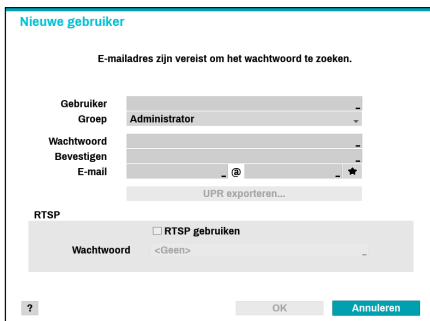 Nieuwe gebruiker
E-mailadres zijn vereist om het wachtwoord te zoeken.
Gebruiker
Groep Administrator
Wachtwoord
Bevestigen
E-mail @
UPR exporteren...
RTSP
RTSP gebruiken
Wachtwoord <Geen>
? OK Annuleren